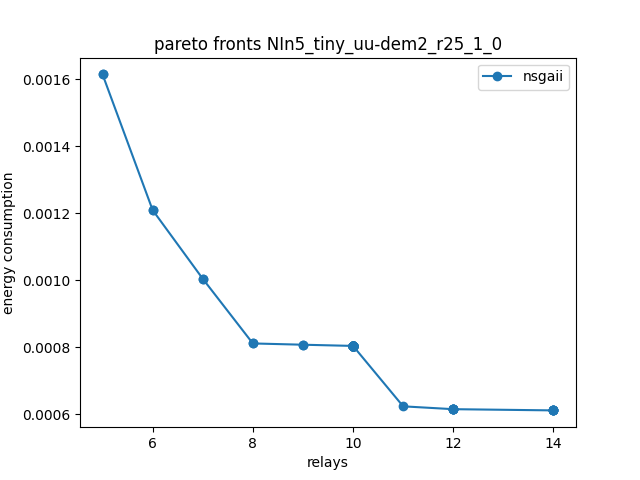 pareto fronts NIn5_tiny_uu-dem2_r25_1_0
nsgaii
energy consumption
0.0016
0.0014
0.0012
0.0010
0.0008
0.0006
6 8 10 12 14
relays